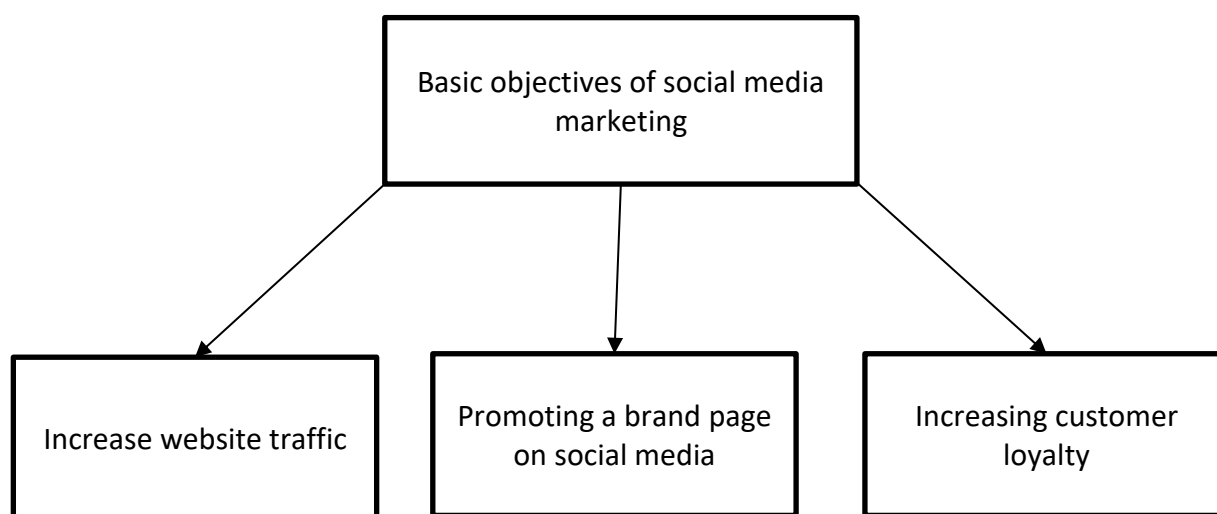 Basic objectives of social media
marketing
Increase website traffic
Promoting a brand page
on social media
Increasing customer
loyalty